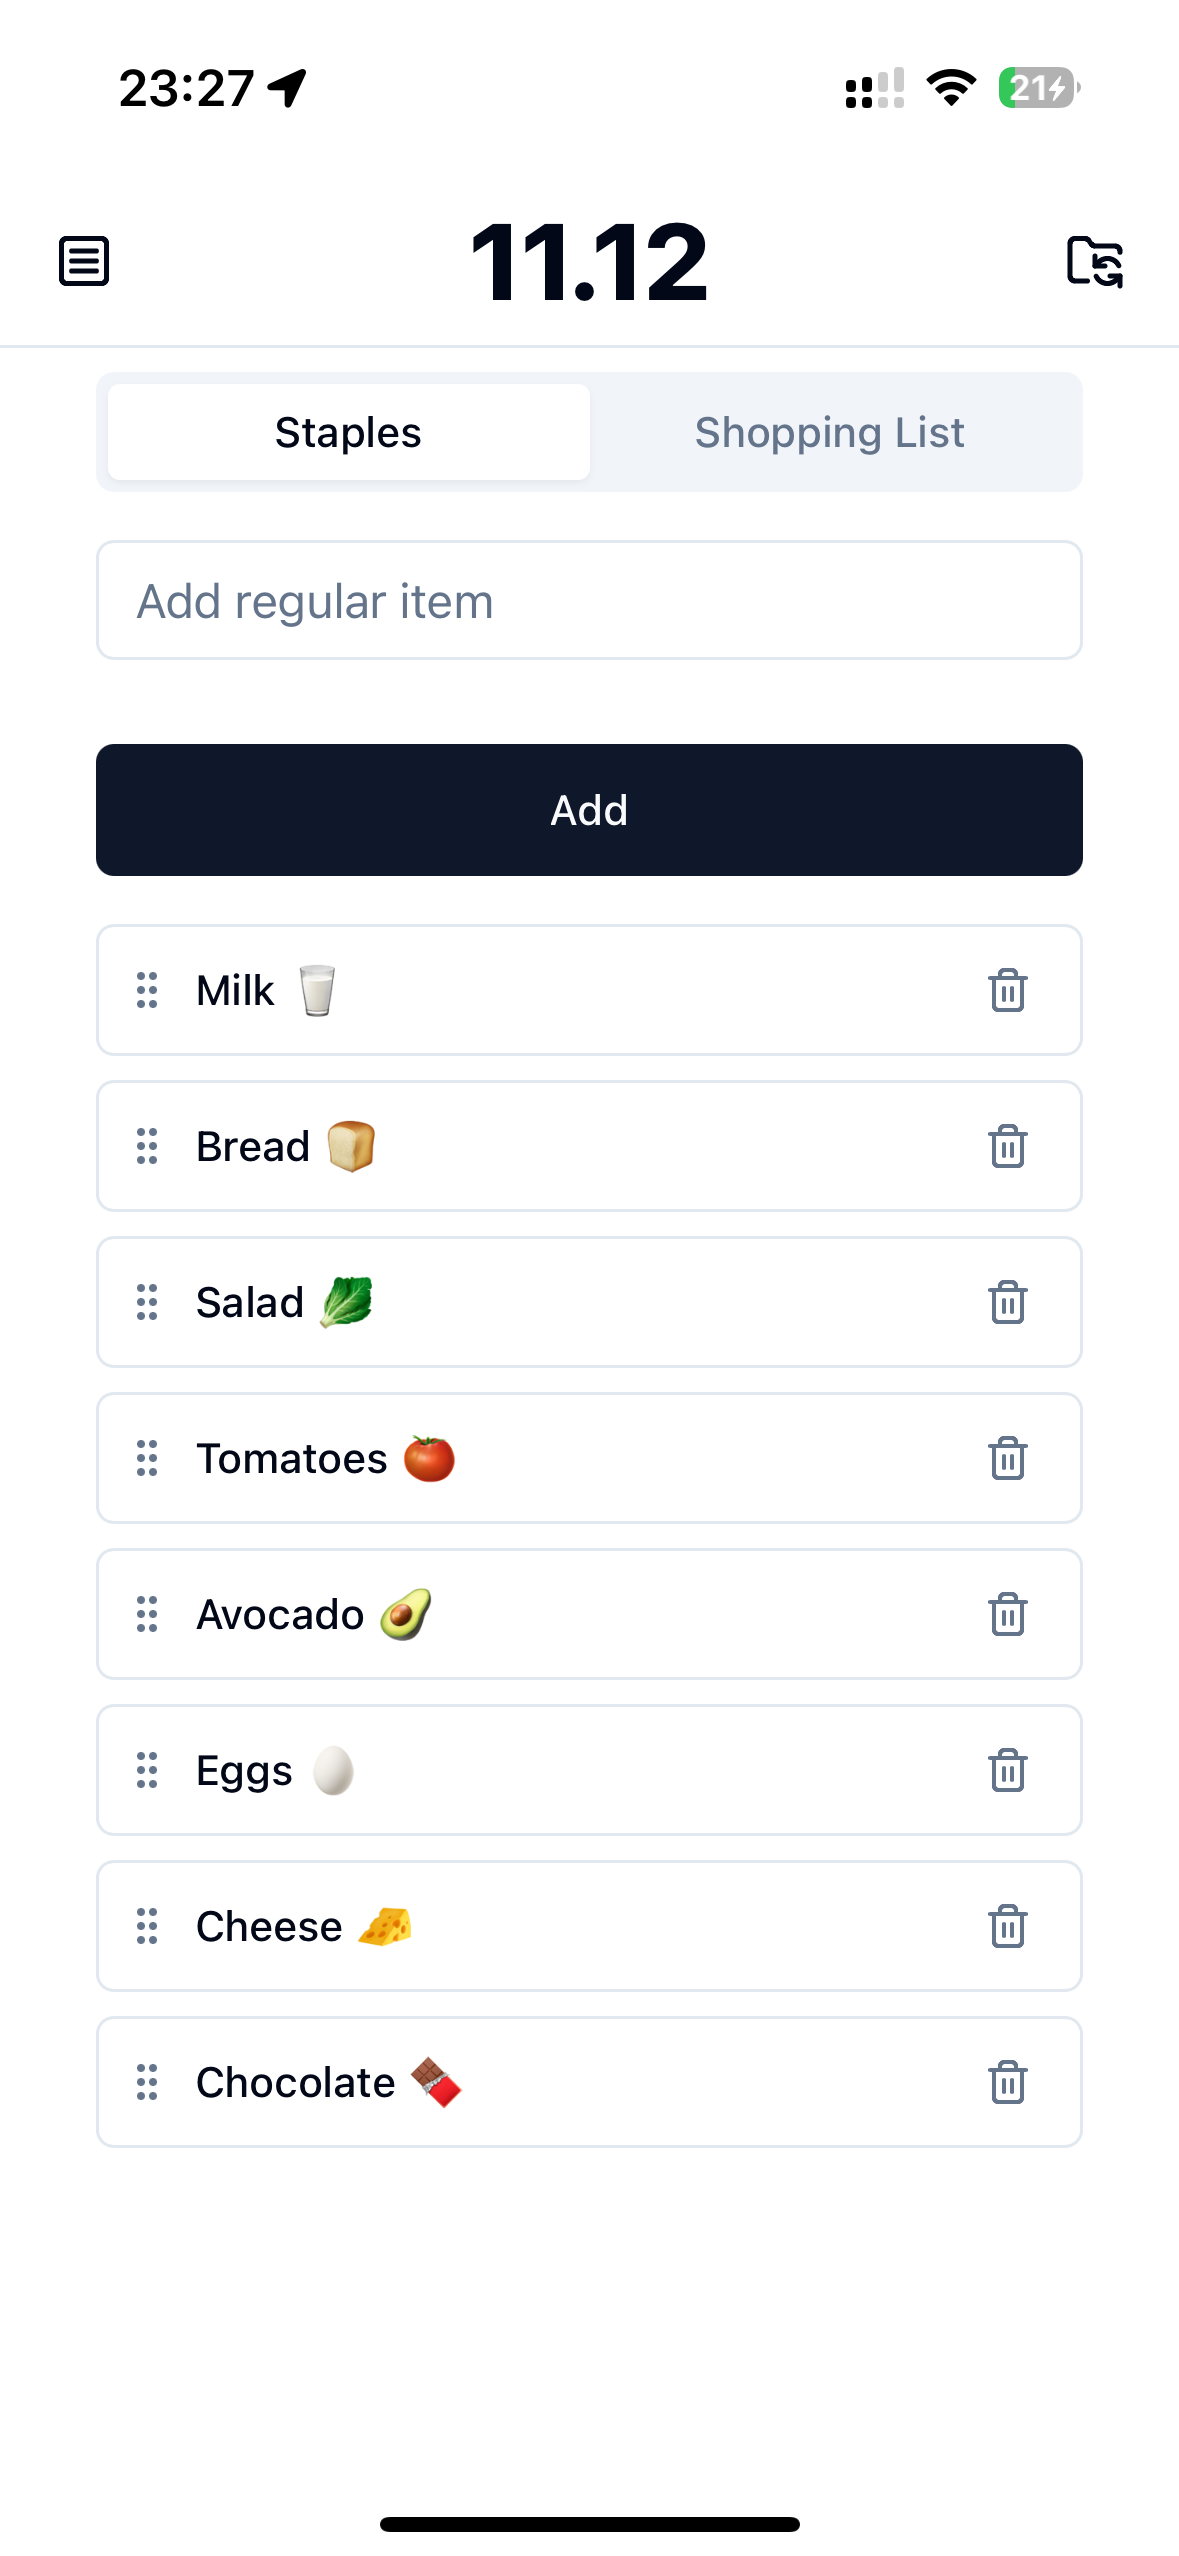 23:27
21
11.12
Staples
Shopping List
Add regular item
Add
Milk 🥛
Bread 🍞
Salad 🥬
Tomatoes 🍅
Avocado 🥑
Eggs 🥚
Cheese 🧀
Chocolate 🍫